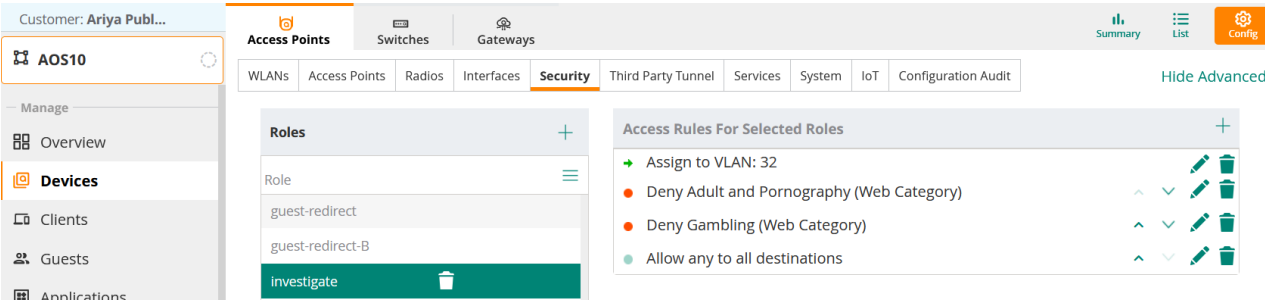 Customer: Ariya Publ...
AOS10
Manage
Overview
Devices
Clients
Guests
Applications
Access Points
Switches
Gateways
Summary
List
Config
WLANs
Access Points
Radios
Interfaces
Security
Third Party Tunnel
Services
System
IoT
Configuration Audit
Hide Advanced
Roles
Role
guest-redirect
guest-redirect-B
investigate
Access Rules For Selected Roles
Assign to VLAN: 32
Deny Adult and Pornography (Web Category)
Deny Gambling (Web Category)
Allow any to all destinations